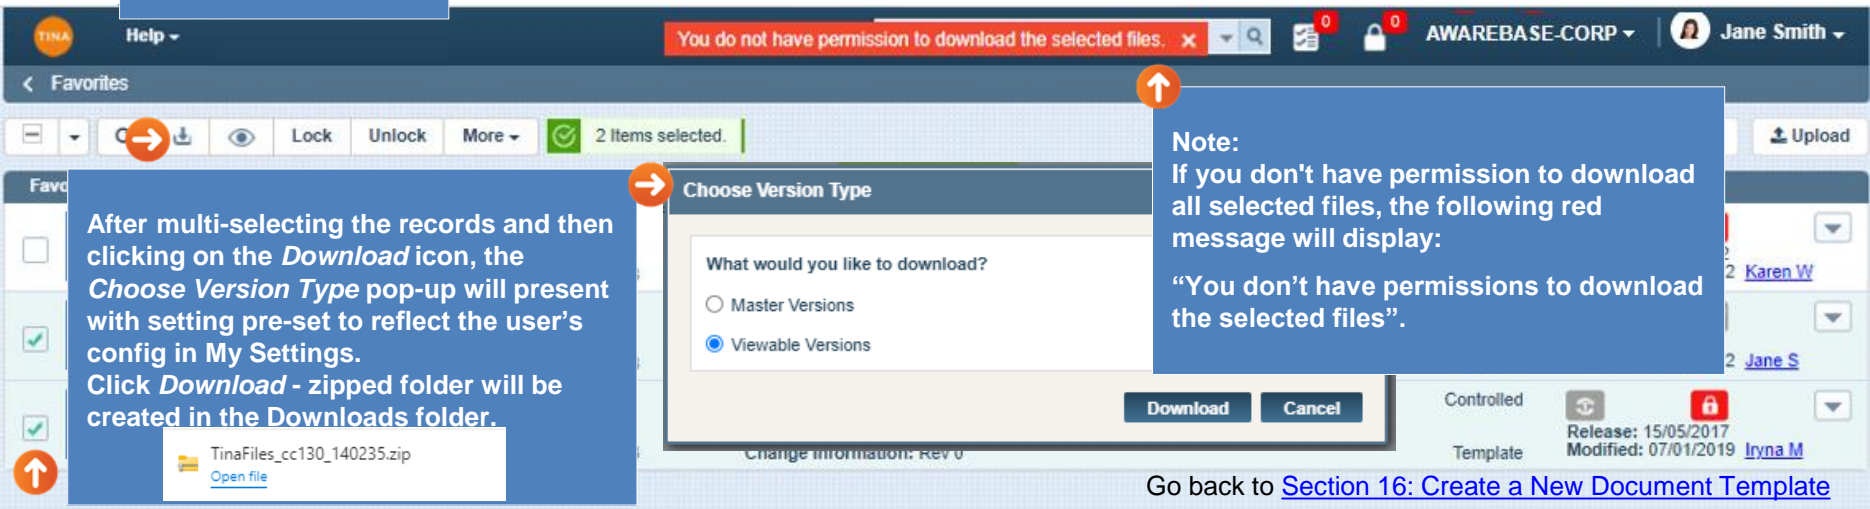 TINA
Help
You do not have permission to download the selected files. x
0
0
AWAREBASE-CORP
Jane Smith
Favorites
Lock
Unlock
More
2 Items selected.
Upload
After multi-selecting the records and then
clicking on the Download icon, the
Choose Version Type pop-up will present
with setting pre-set to reflect the user's
config in My Settings.
Click Download - zipped folder will be
created in the Downloads folder.
TinaFiles_cc130_140235.zip
Open file
Choose Version Type
What would you like to download?
Master Versions
Viewable Versions
Download
Cancel
Note:
If you don't have permission to download
all selected files, the following red
message will display:
“You don’t have permissions to download
the selected files”.
2 Karen W
2 Jane S
Controlled
Release: 15/05/2017
Template
Modified: 07/01/2019 Iryna M
Change Information: Rev 0
Go back to Section 16: Create a New Document Template